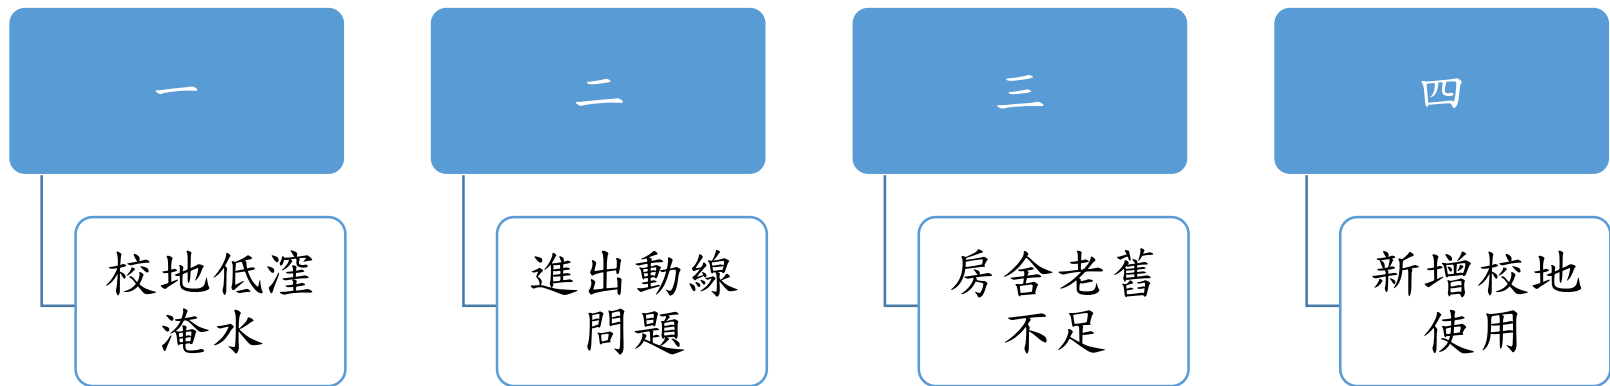 一
校地低漥
淹水
二
進出動線
問題
三
房舍老舊
不足
四
新增校地
使用